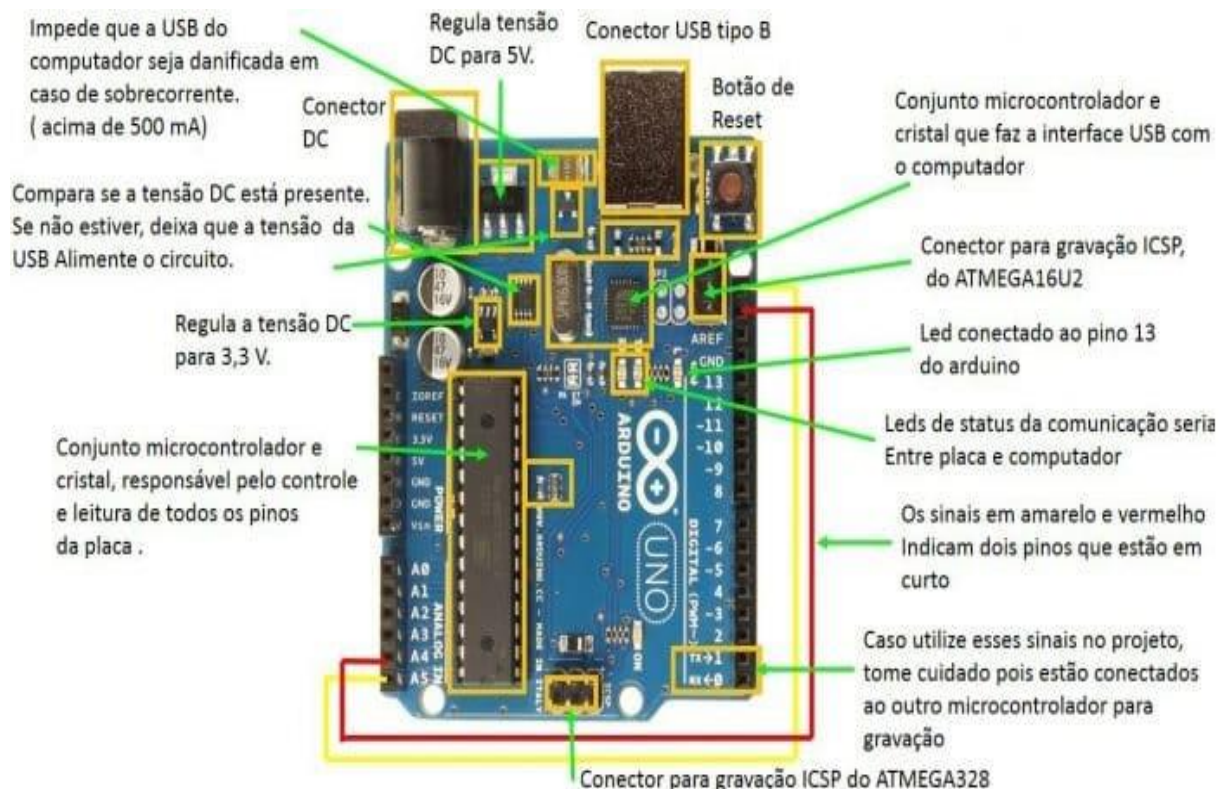 Impede que a USB do
computador seja danificada em
caso de sobrecorrente.
( acima de 500 mA)
Regula tensão
DC para 5V.
Conector USB tipo B
Conector
DC
Botão de
Reset
Conjunto microcontrolador e
cristal que faz a interface USB com
o computador
Compara se a tensão DC está presente.
Se não estiver, deixa que a tensão da
USB Alimente o circuito.
Conector para gravação ICSP,
do ATMEGA16U2
Regula a tensão DC
para 3,3 V.
Led conectado ao pino 13
do arduino
Leds de status da comunicação seria
Entre placa e computador
Conjunto microcontrolador e
cristal, responsável pelo controle
e leitura de todos os pinos
da placa .
Os sinais em amarelo e vermelho
Indicam dois pinos que estão em
curto
Caso utilize esses sinais no projeto,
tome cuidado pois estão conectados
ao outro microcontrolador para
gravação
Conector para gravação ICSP do ATMEGA328
47
16V
47
16V
IOREF
RESET
3.3V
5V
GND
GND
Vin
POWER
A0
A1
A2
A3
A4
A5
ANALOG IN
AREF
GND
13
12
~11
~10
~9
8
7
~6
~5
4
~3
2
TX→1
RX←0
DIGITAL (PWM~)
ARDUINO
UNO
ON
ICSP
L